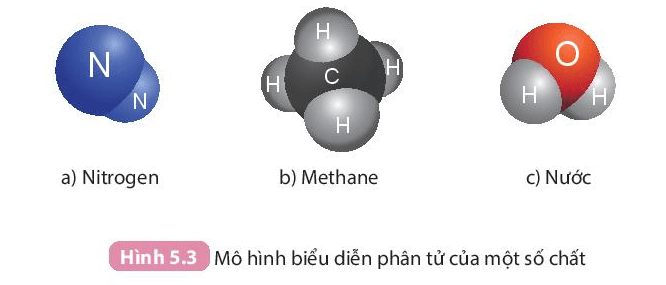 N
N
H
H
C
H
H
O
H
H
a) Nitrogen
b) Methane
c) Nước
Hình 5.3 Mô hình biểu diễn phân tử của một số chất